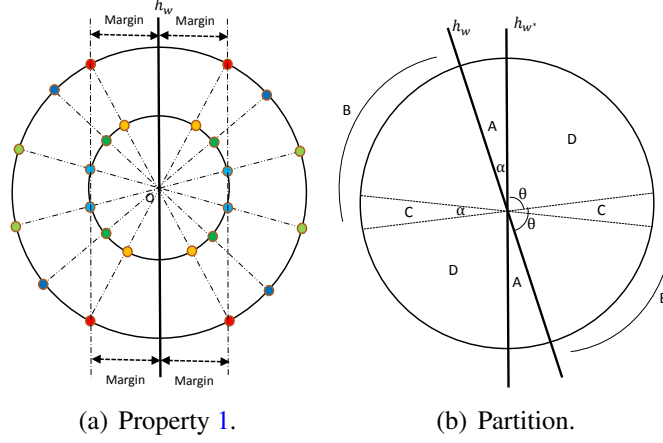 h_w
Margin Margin
O
Margin Margin
(a) Property 1.
h_w h_w*
B
A
D
α
θ
C α C
θ
D
A
B
(b) Partition.